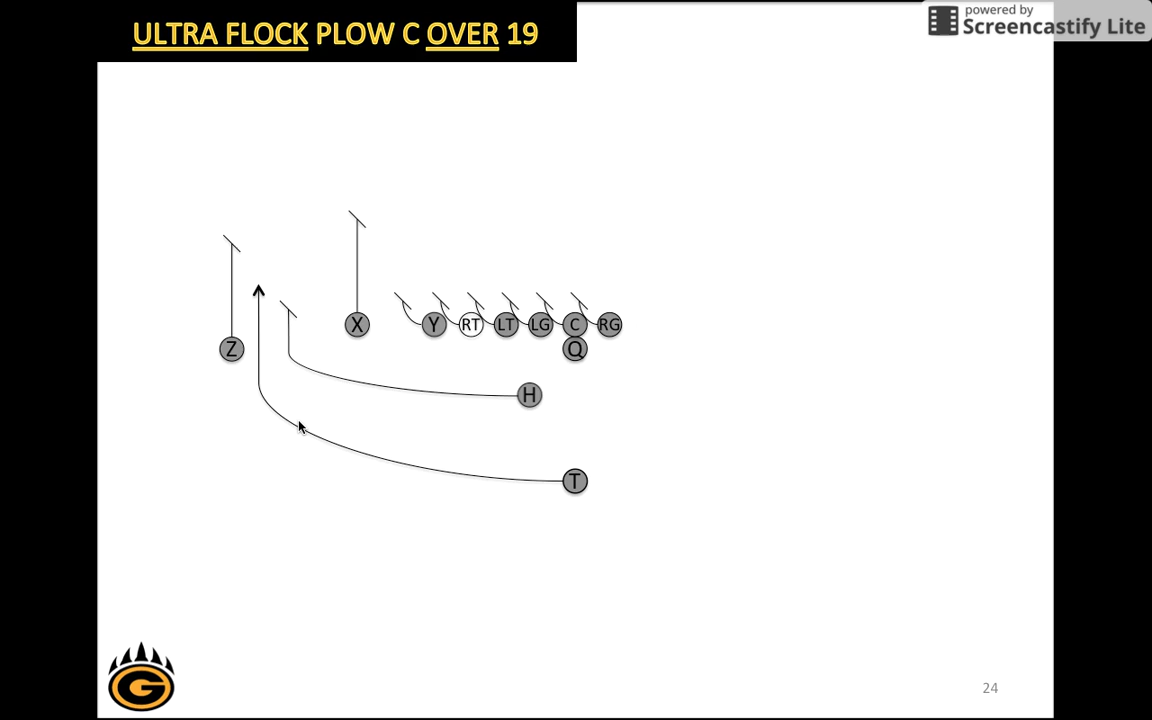 ULTRA FLOCK PLOW C OVER 19
powered by
Screencastify Lite
X
Y
RT
LT
LG
C
RG
Z
Q
H
T
G
24